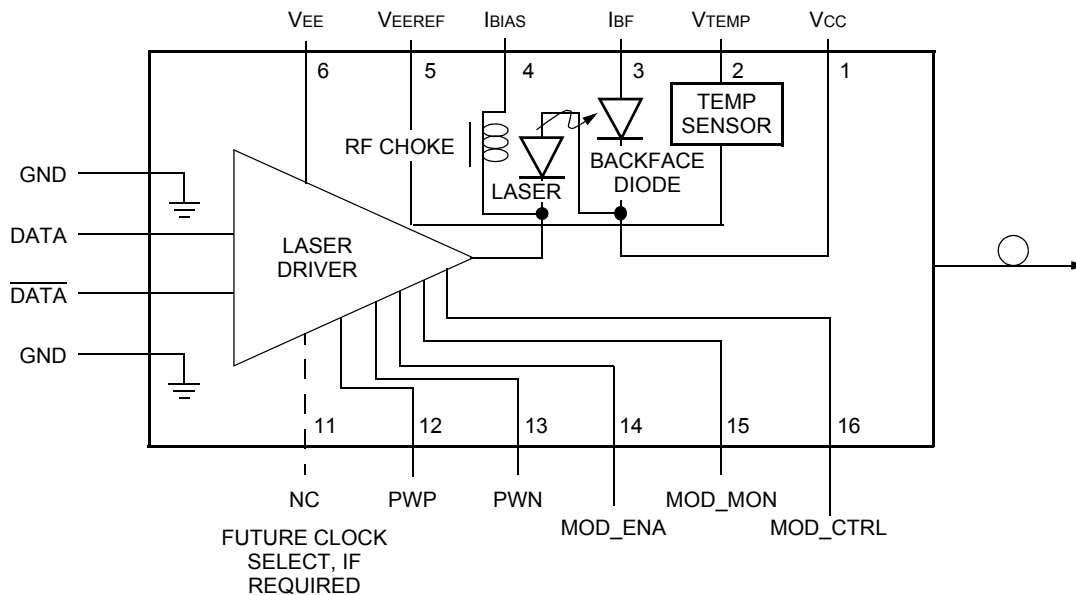 VEE VEEREF IBIAS IBF VTEMP VCC
6 5 4 3 2 1
TEMP
SENSOR
RF CHOKE
BACKFACE
DIODE
LASER
GND
DATA
LASER
DRIVER
DATA
GND
11 12 13 14 15 16
NC PWP PWN MOD_ENA MOD_MON MOD_CTRL
FUTURE CLOCK
SELECT, IF
REQUIRED